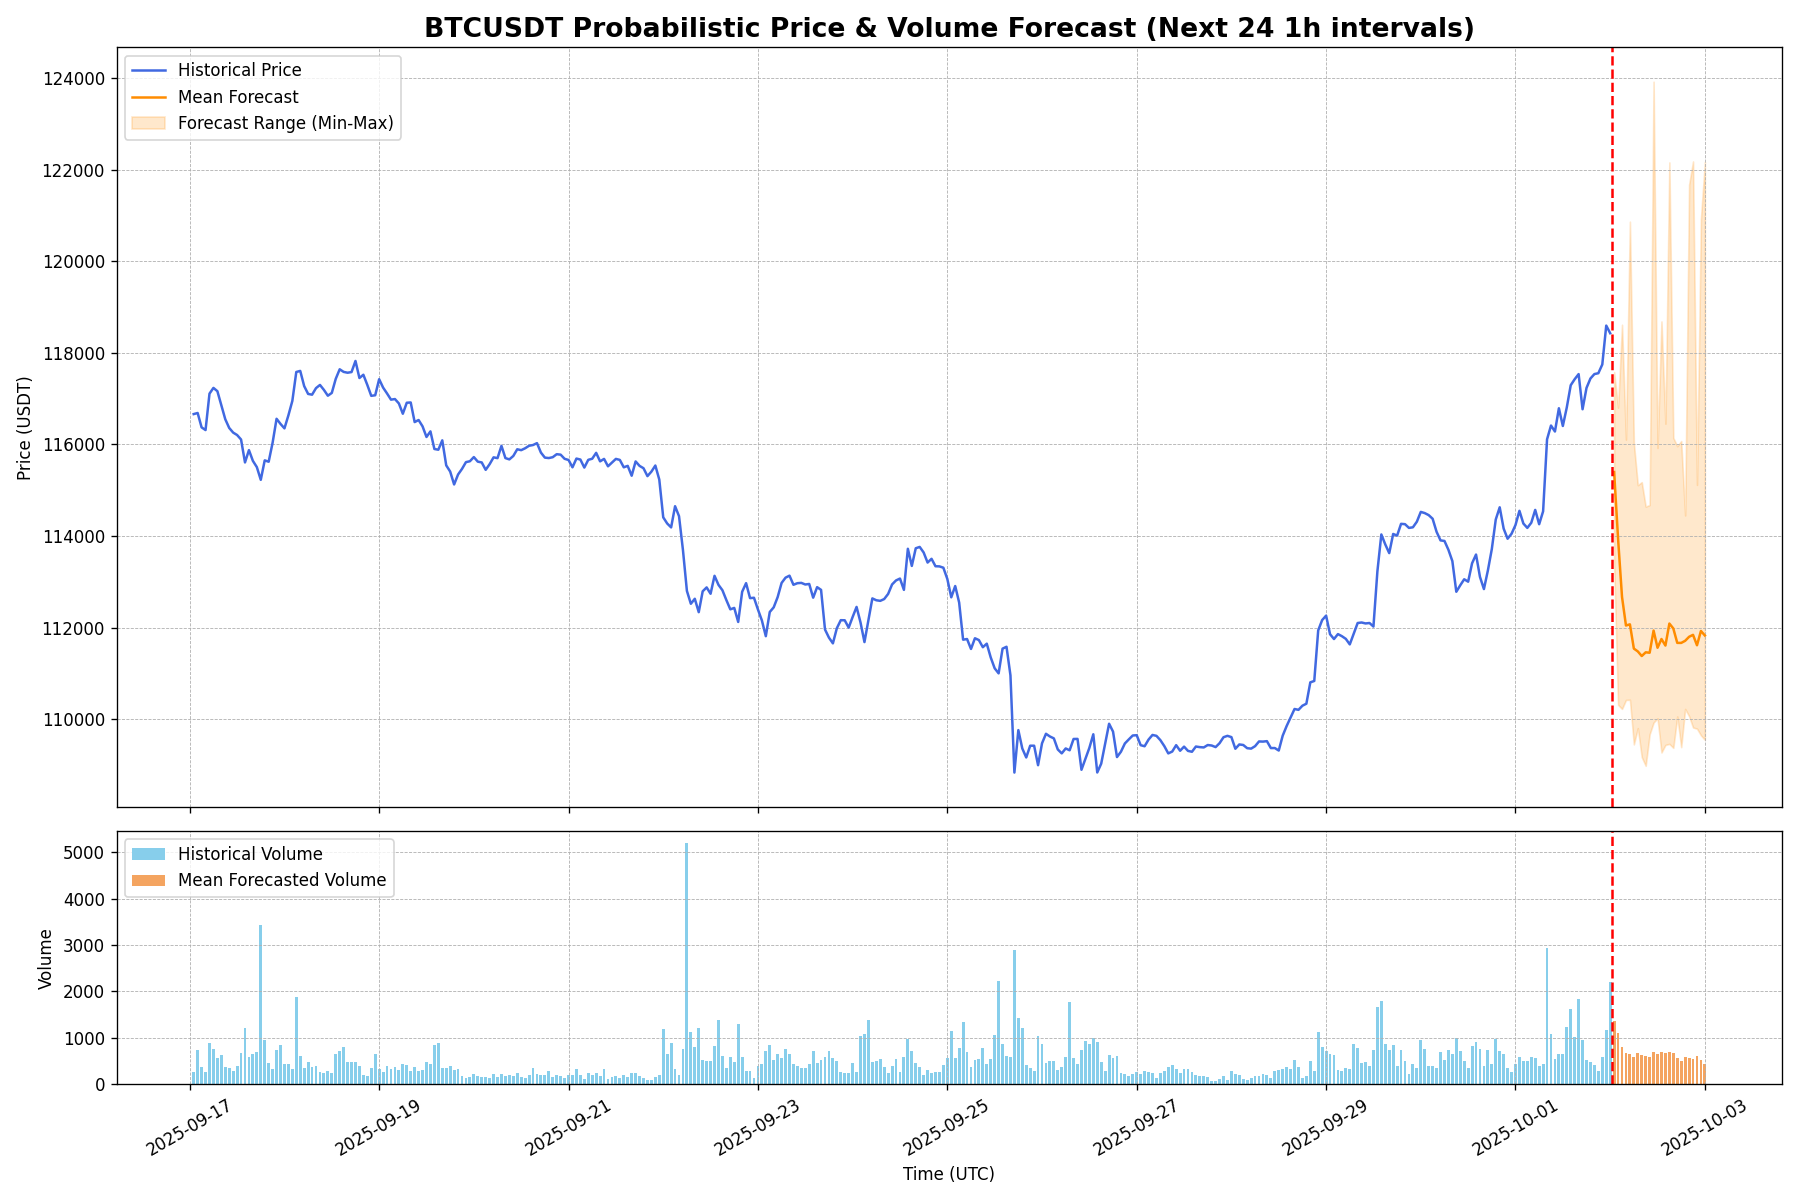 BTCUSDT Probabilistic Price & Volume Forecast (Next 24 1h intervals)
Historical Price
Mean Forecast
Forecast Range (Min-Max)
124000
122000
120000
118000
116000
114000
112000
110000
Price (USDT)
Historical Volume
Mean Forecasted Volume
5000
4000
3000
2000
1000
0
Volume
2025-09-17
2025-09-19
2025-09-21
2025-09-23
2025-09-25
2025-09-27
2025-09-29
2025-10-01
2025-10-03
Time (UTC)